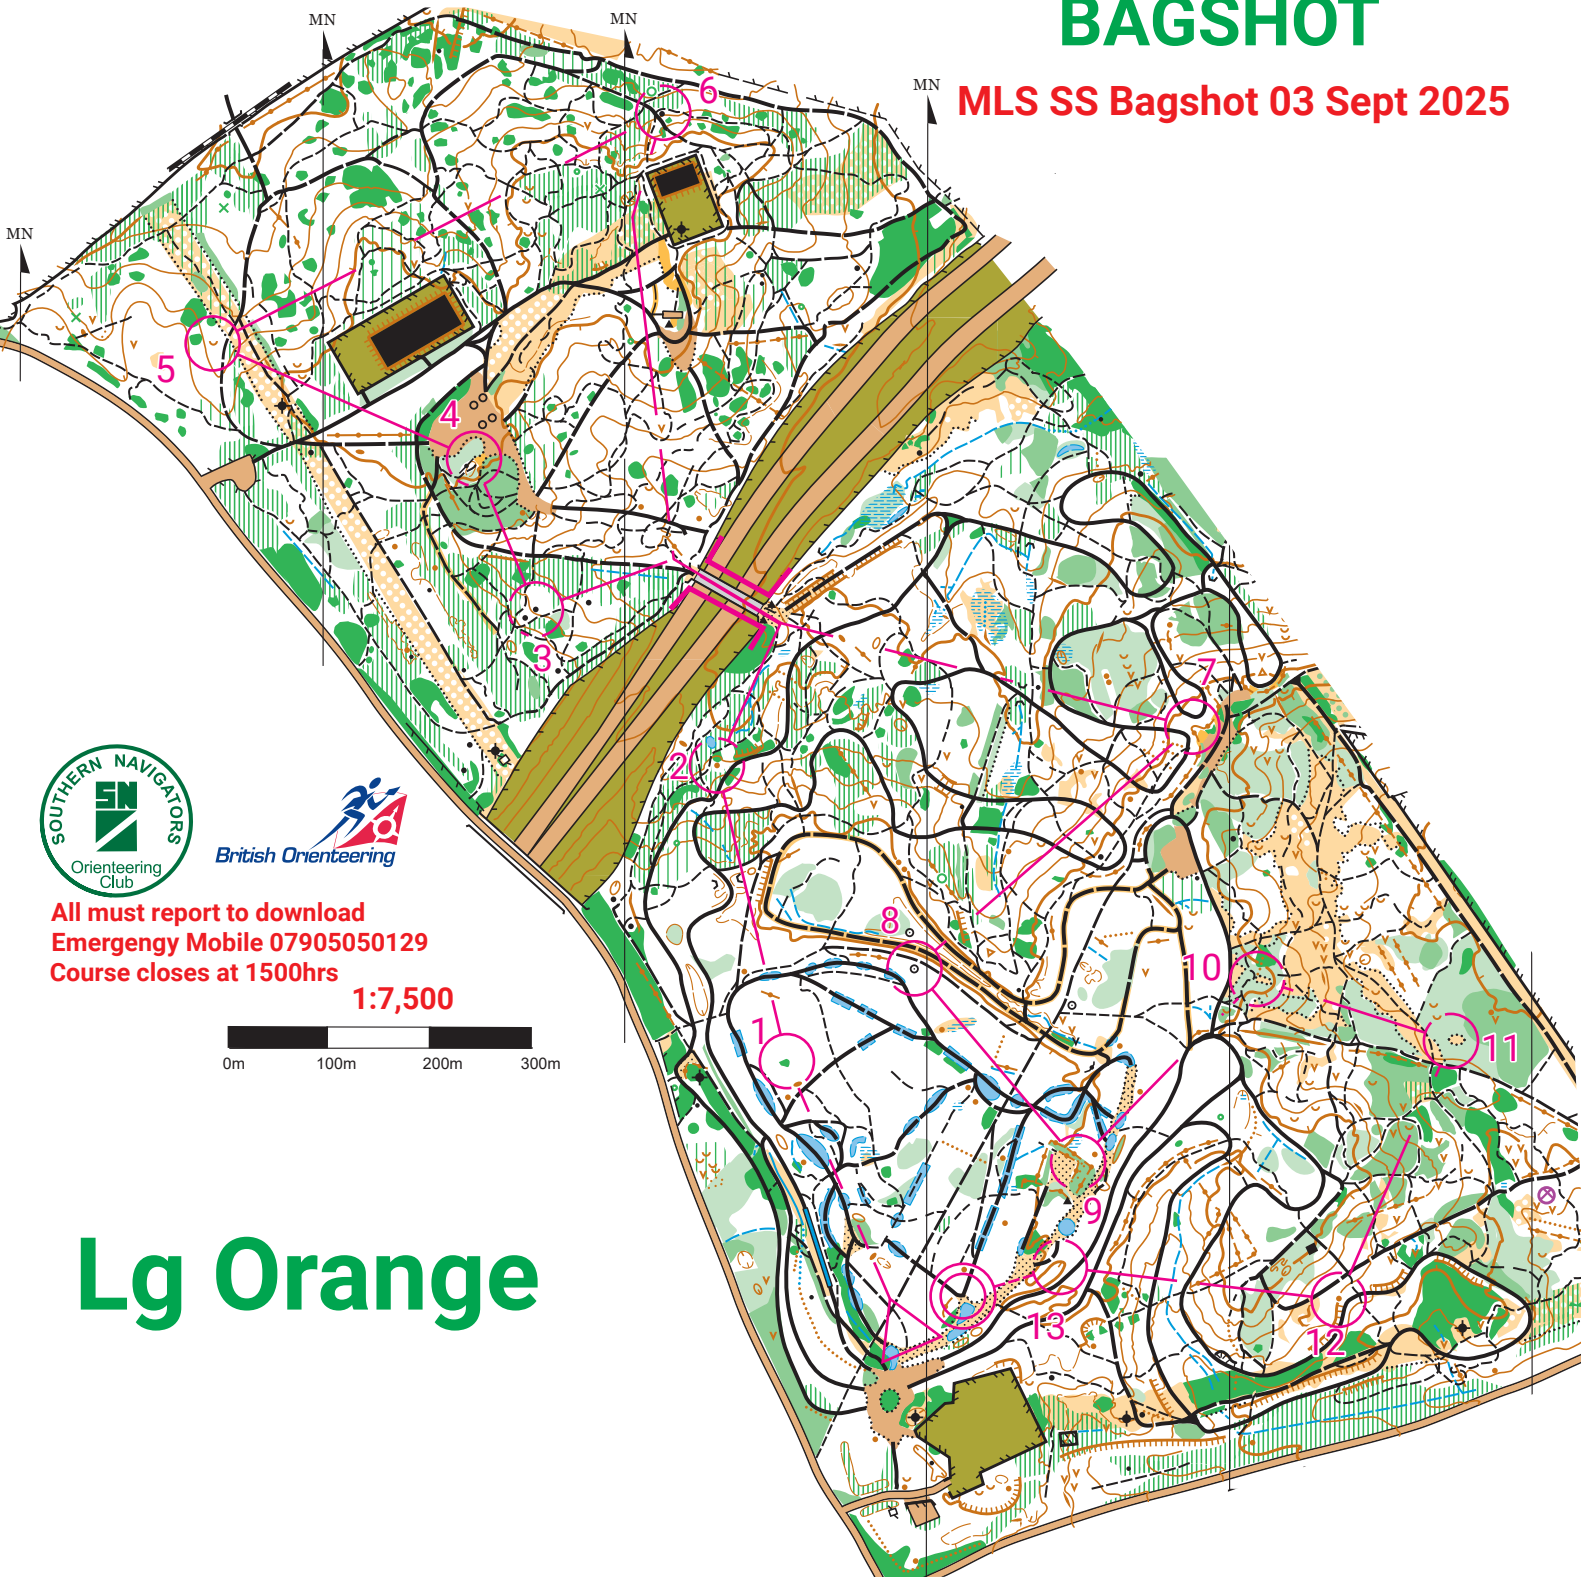 BAGSHOT
MLS SS Bagshot 03 Sept 2025
MN
MN
MN
MN
6
5
4
3
7
2
8
10
1
11
9
13
12
SOUTHERN NAVIGATORS
SN
Orienteering
Club
British Orienteering
All must report to download
Emergengy Mobile 07905050129
Course closes at 1500hrs
1:7,500
0m 100m 200m 300m
Lg Orange